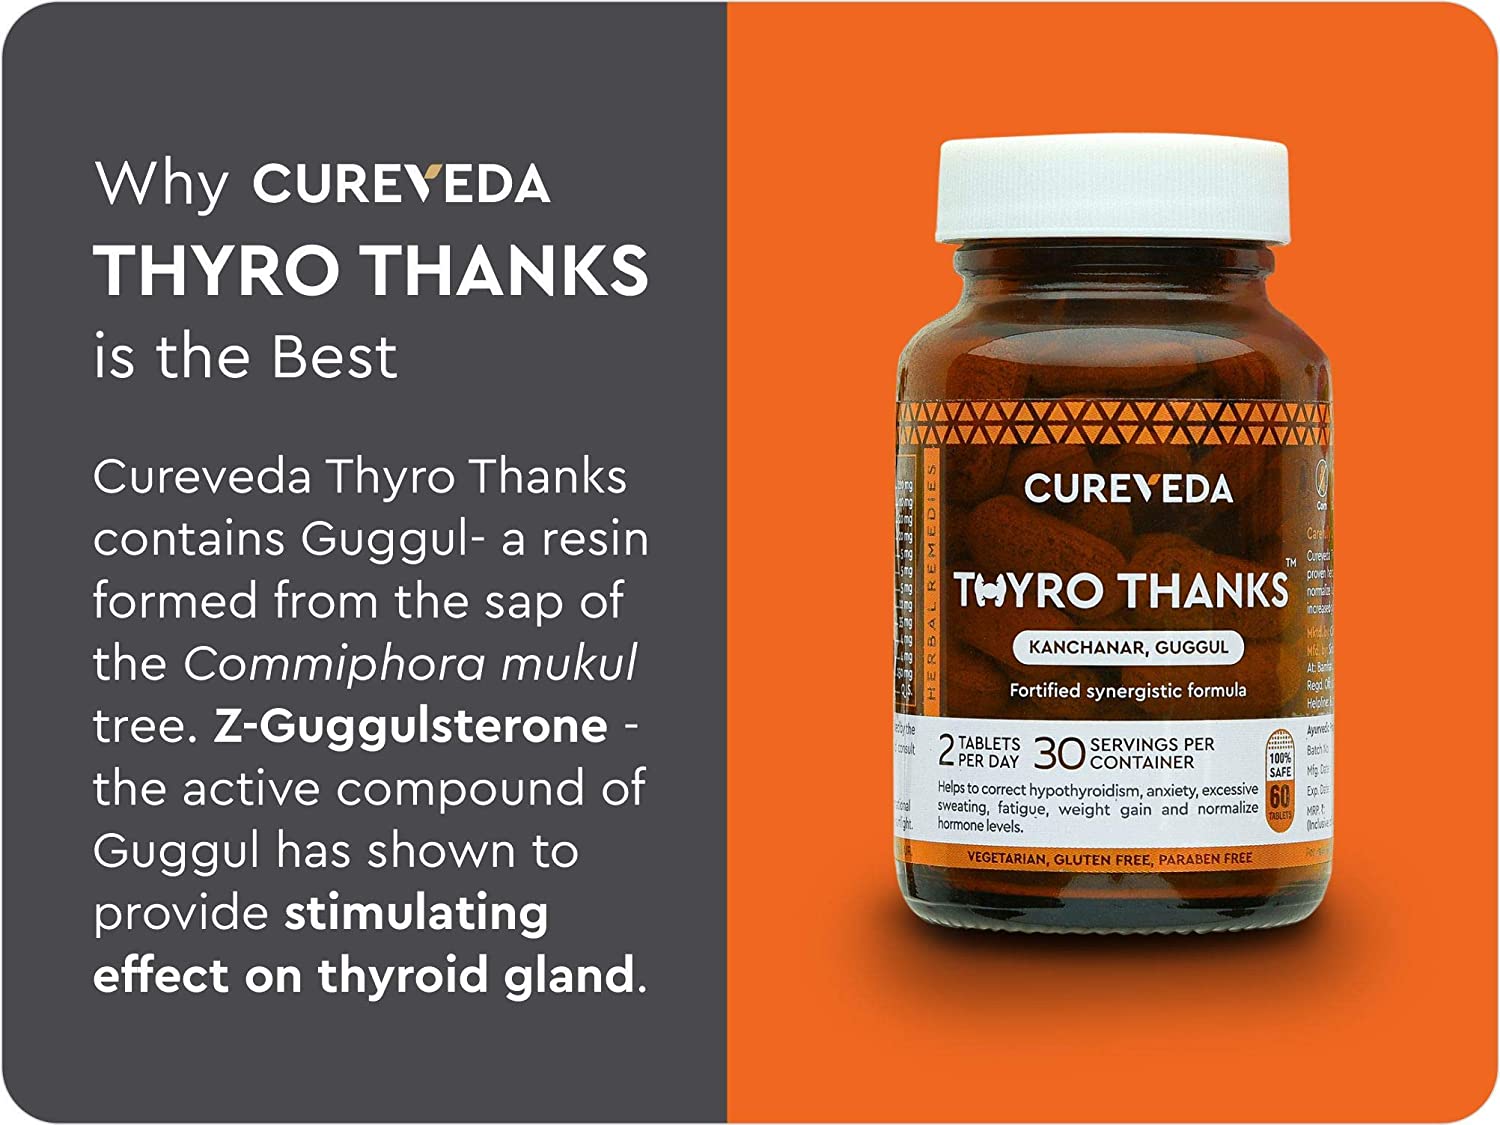 Why CUREVEDA
THYRO THANKS
is the Best
Cureveda Thyro Thanks
contains Guggul- a resin
formed from the sap of
the Commiphora mukul
tree. Z-Guggulsterone -
the active compound of
Guggul has shown to
provide stimulating
effect on thyroid gland.
CUREVEDA
THYRO THANKS™
KANCHANAR, GUGGUL
Fortified synergistic formula
HERBAL REMEDIES
2 TABLETS PER DAY 30 SERVINGS PER CONTAINER
Helps to correct hypothyroidism, anxiety, excessive
sweating, fatigue, weight gain and normalize
hormone levels.
100%
SAFE
60
TABLETS
VEGETARIAN, GLUTEN FREE, PARABEN FREE